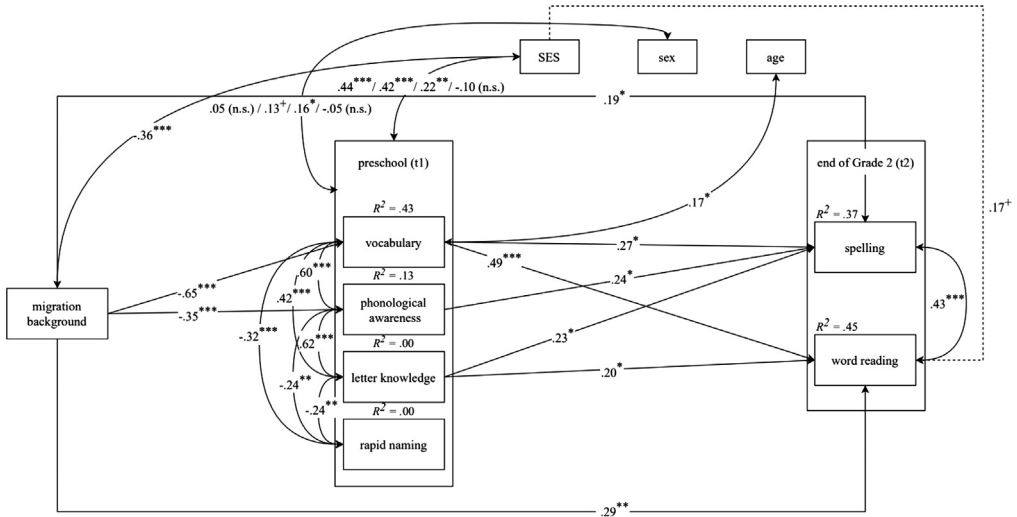 SES
sex
age
.44***/ .42***/ .22**/ -.10 (n.s.)
.05 (n.s.) / .13+/ .16*/ -.05 (n.s.)
.19*
-.36***
preschool (t1)
end of Grade 2 (t2)
.17*
.17+
R² = .43
vocabulary
R² = .37
spelling
.27*
.49***
.60***
R² = .13
.24*
-.65***
.42***
phonological
awareness
migration
background
-.35***
.43***
-.32***
.62***
R² = .00
.23*
R² = .45
word reading
letter knowledge
.20*
-.24**
-.24**
R² = .00
rapid naming
.29**